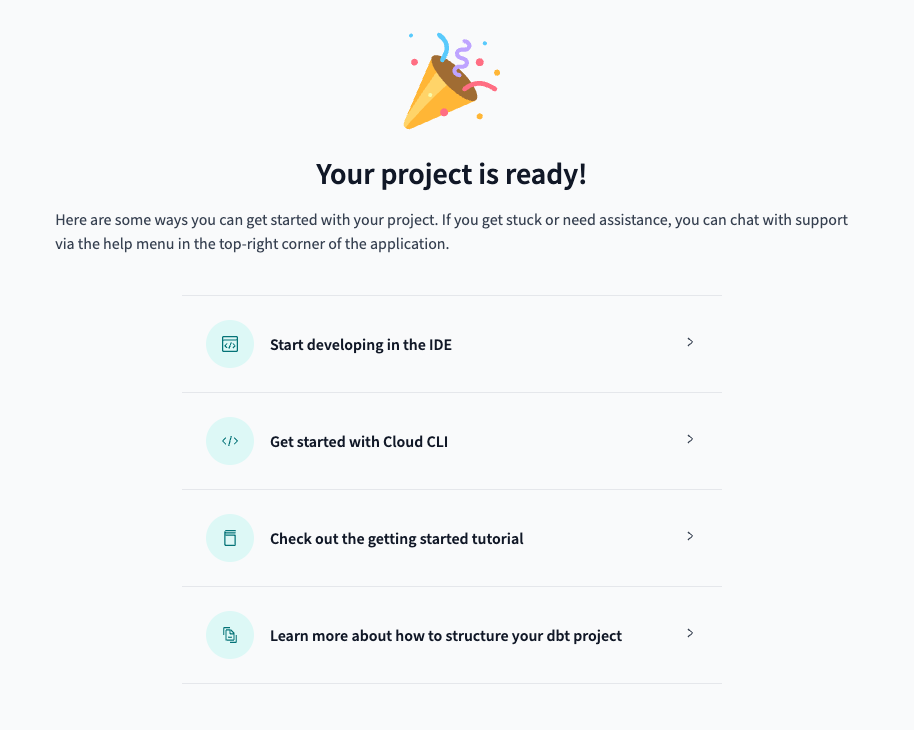 Your project is ready!
Here are some ways you can get started with your project. If you get stuck or need assistance, you can chat with support
via the help menu in the top-right corner of the application.
Start developing in the IDE
Get started with Cloud CLI
Check out the getting started tutorial
Learn more about how to structure your dbt project